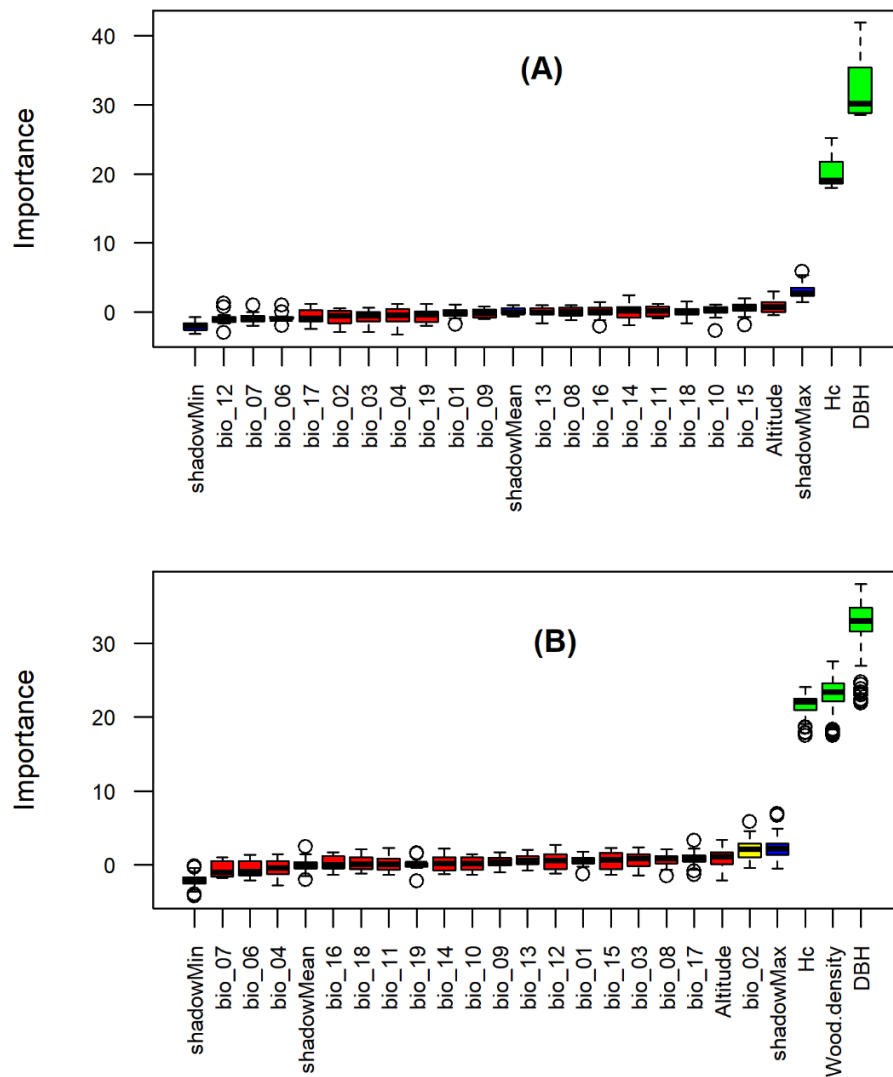 (A)
Importance
40
30
20
10
0
shadowMin
bio_12
bio_07
bio_06
bio_17
bio_02
bio_03
bio_04
bio_19
bio_01
bio_09
shadowMean
bio_13
bio_08
bio_16
bio_14
bio_11
bio_18
bio_10
bio_15
Altitude
shadowMax
Hc
DBH
(B)
Importance
30
20
10
0
shadowMin
bio_07
bio_06
bio_04
shadowMean
bio_16
bio_18
bio_11
bio_19
bio_14
bio_10
bio_09
bio_13
bio_12
bio_01
bio_15
bio_03
bio_08
bio_17
Altitude
bio_02
shadowMax
Hc
Wood.density
DBH